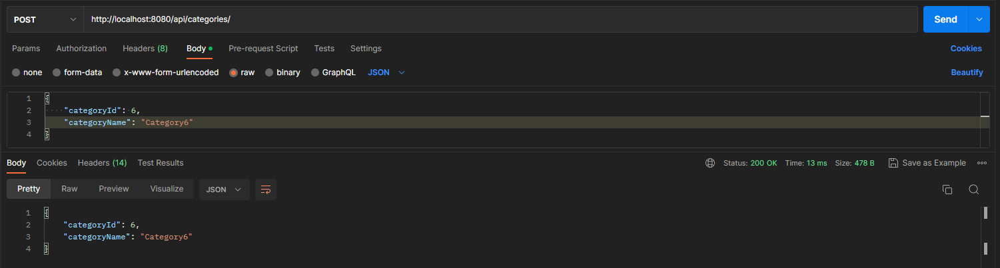 POST http://localhost:8080/api/categories/ Send
Params Authorization Headers (8) Body Pre-request Script Tests Settings Cookies
none form-data x-www-form-urlencoded raw binary GraphQL JSON Beautify
1 {
2 "categoryId": 6,
3 "categoryName": "Category6"
4 }
Body Cookies Headers (14) Test Results Status: 200 OK Time: 13 ms Size: 478 B Save as Example
Pretty Raw Preview Visualize JSON
1 {
2 "categoryId": 6,
3 "categoryName": "Category6"
4 }